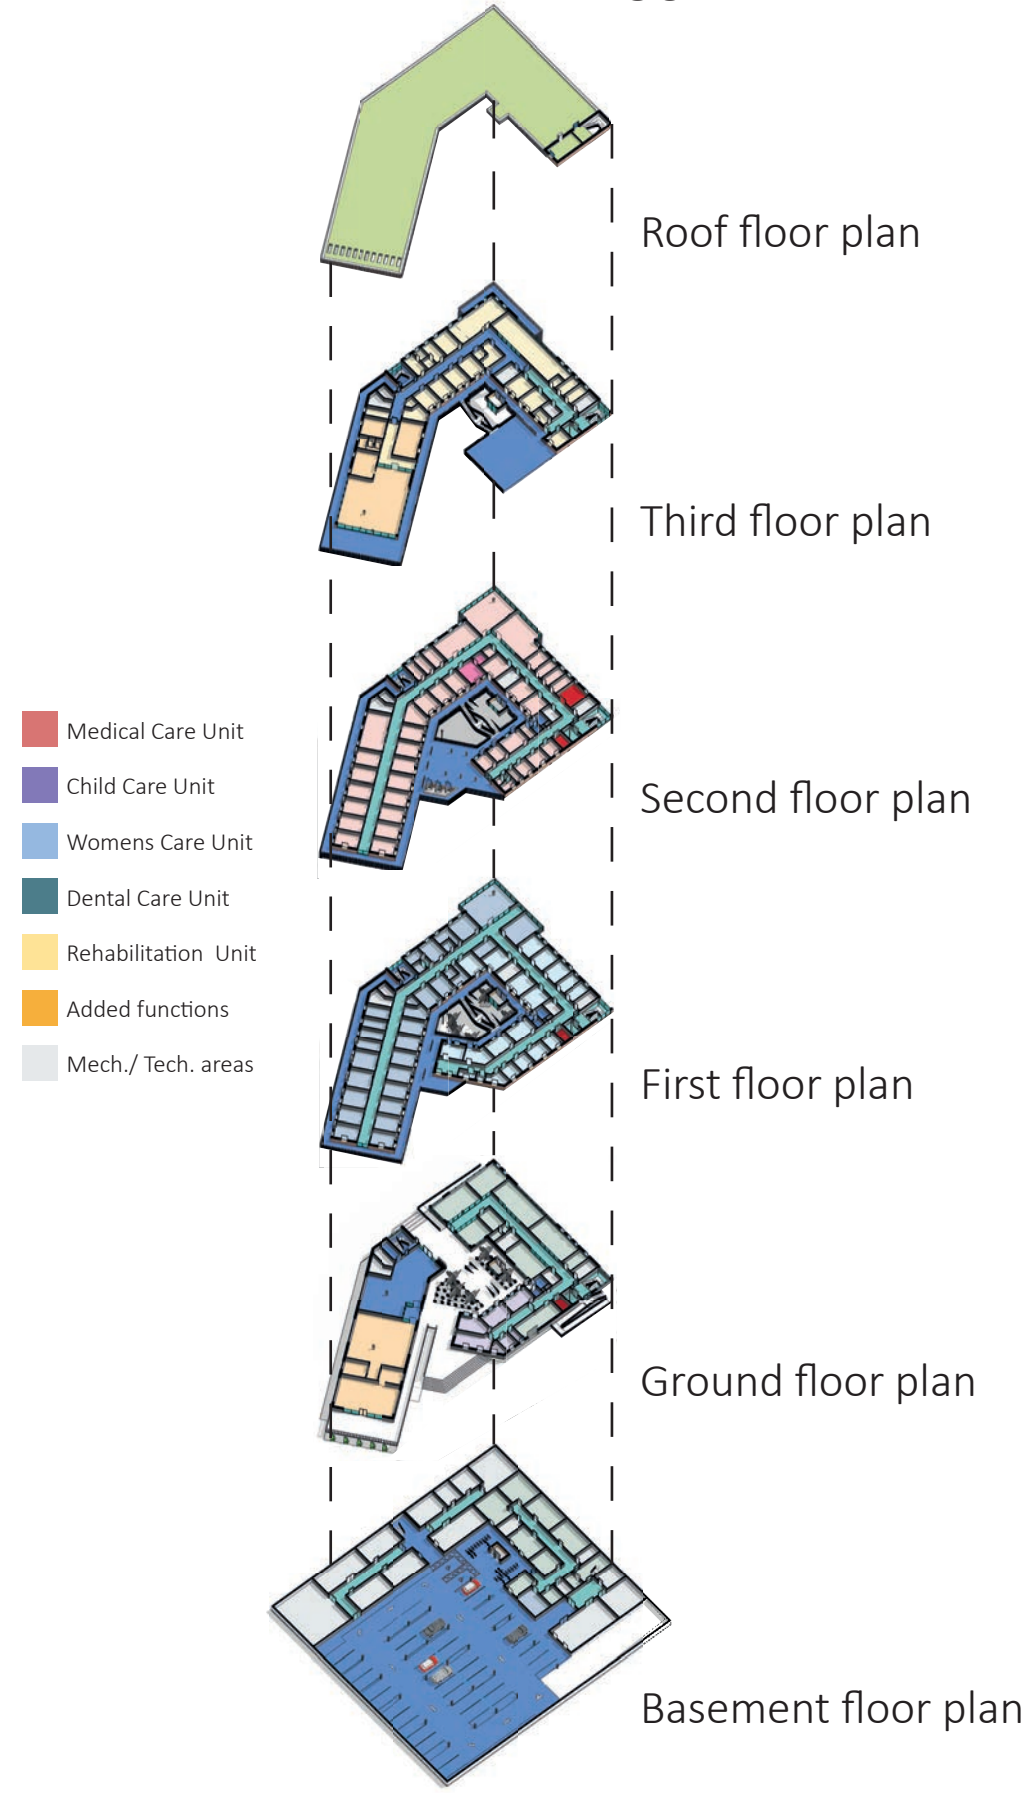 Roof floor plan
Third floor plan
Medical Care Unit
Child Care Unit
Second floor plan
Womens Care Unit
Dental Care Unit
Rehabilitation  Unit
Added functions
Mech./ Tech. areas
First floor plan
Ground floor plan
Basement floor plan